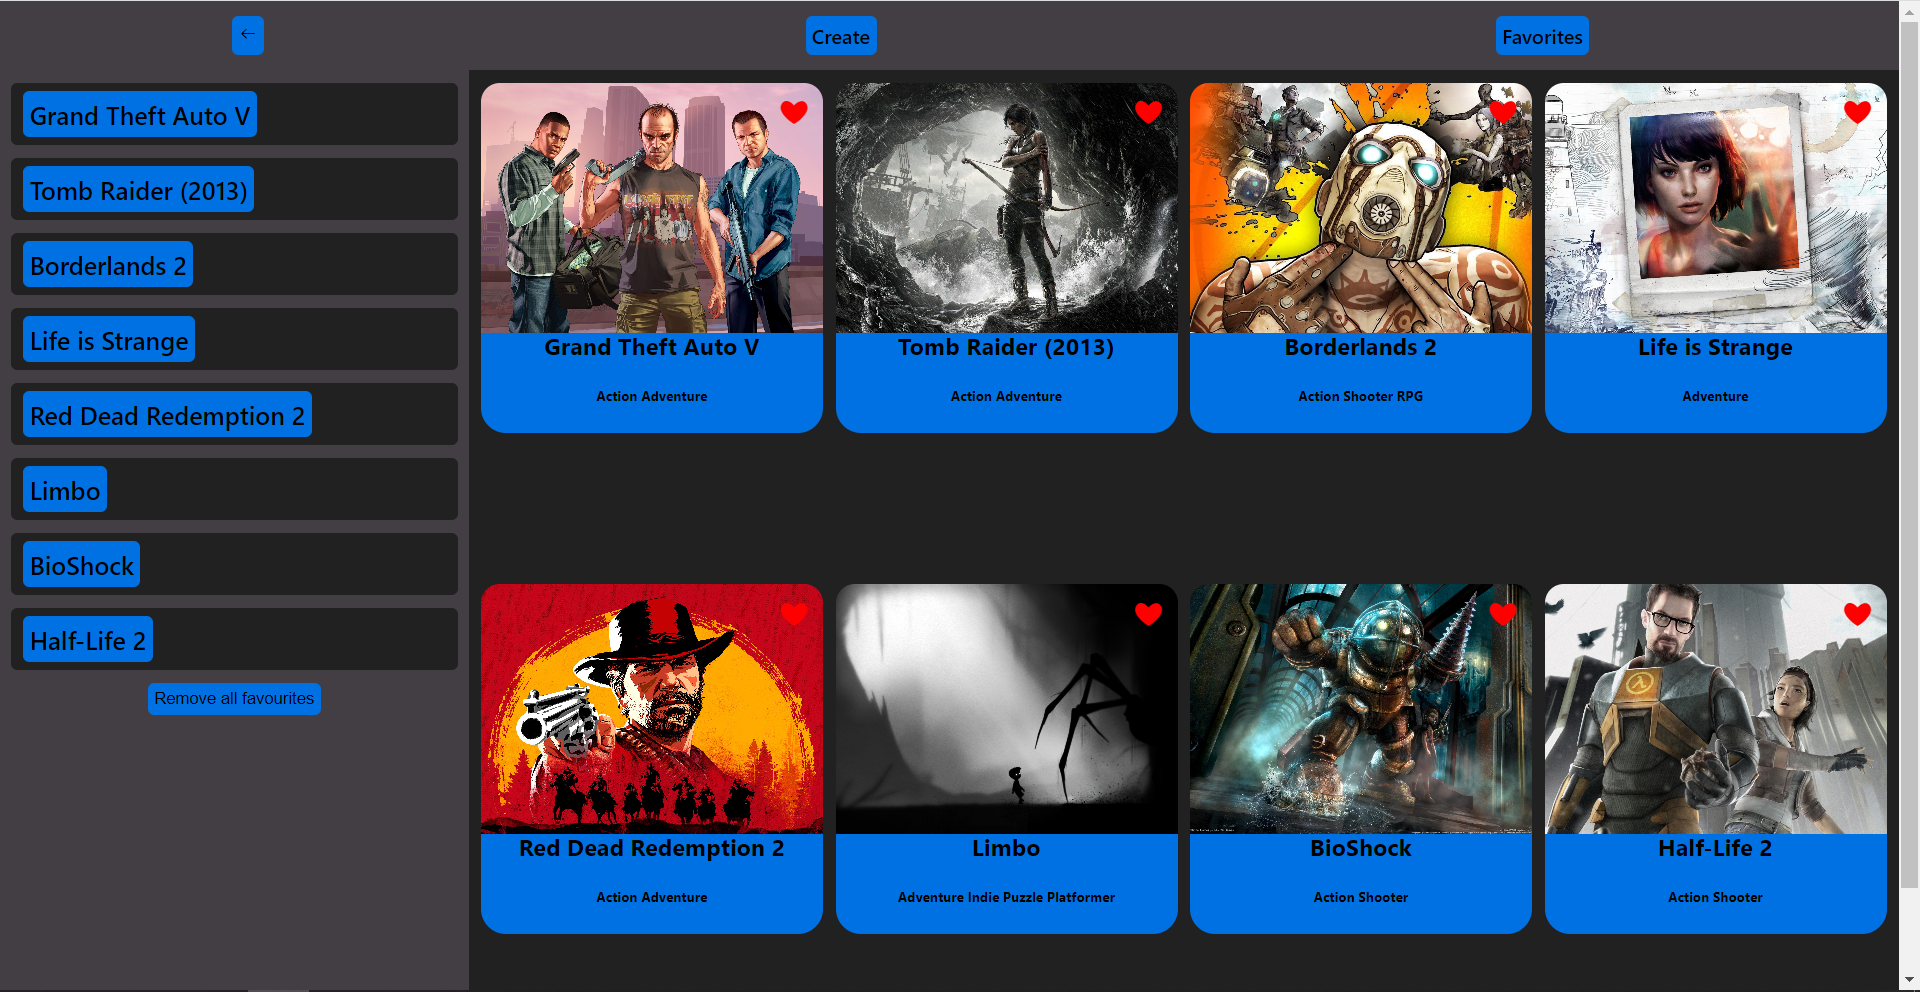 ←
Create
Favorites
Grand Theft Auto V
Tomb Raider (2013)
Borderlands 2
Life is Strange
Red Dead Redemption 2
Limbo
BioShock
Half-Life 2
Remove all favourites
Grand Theft Auto V
Action Adventure
Tomb Raider (2013)
Action Adventure
Borderlands 2
Action Shooter RPG
Life is Strange
Adventure
Red Dead Redemption 2
Action Adventure
Limbo
Adventure Indie Puzzle Platformer
BioShock
Action Shooter
Half-Life 2
Action Shooter